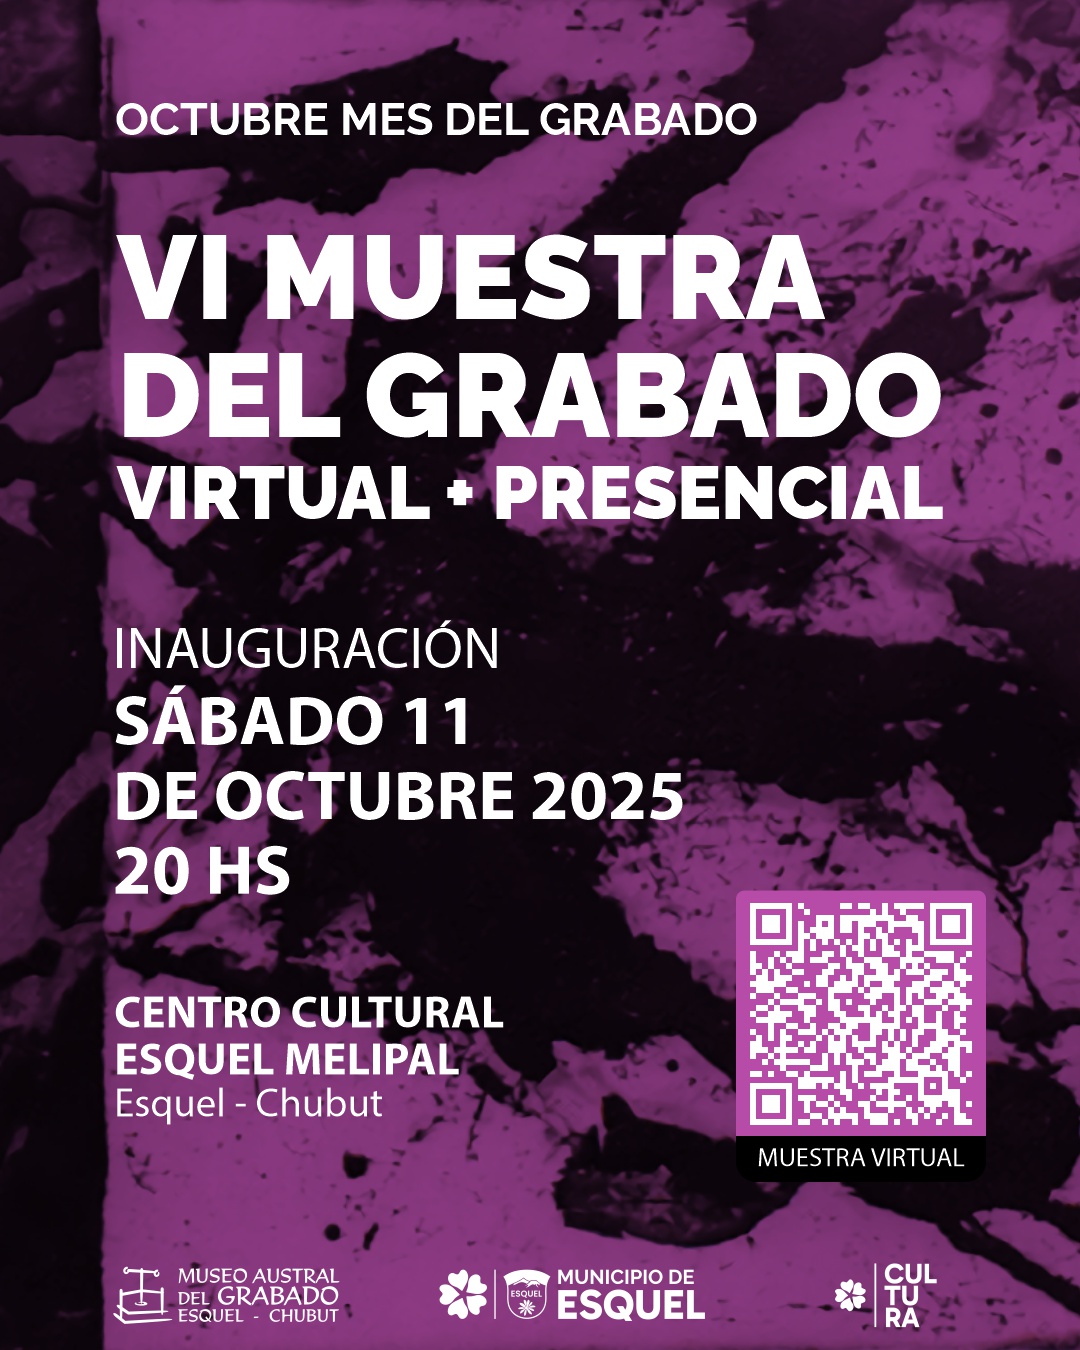 OCTUBRE MES DEL GRABADO
VI MUESTRA
DEL GRABADO
VIRTUAL + PRESENCIAL
INAUGURACIÓN
SÁBADO 11
DE OCTUBRE 2025
20 HS
CENTRO CULTURAL
ESQUEL MELIPAL
Esquel - Chubut
MUESTRA VIRTUAL
MUSEO AUSTRAL
DEL GRABADO
ESQUEL - CHUBUT
ESQUEL
MUNICIPIO DE
ESQUEL
CUL
TU
RA